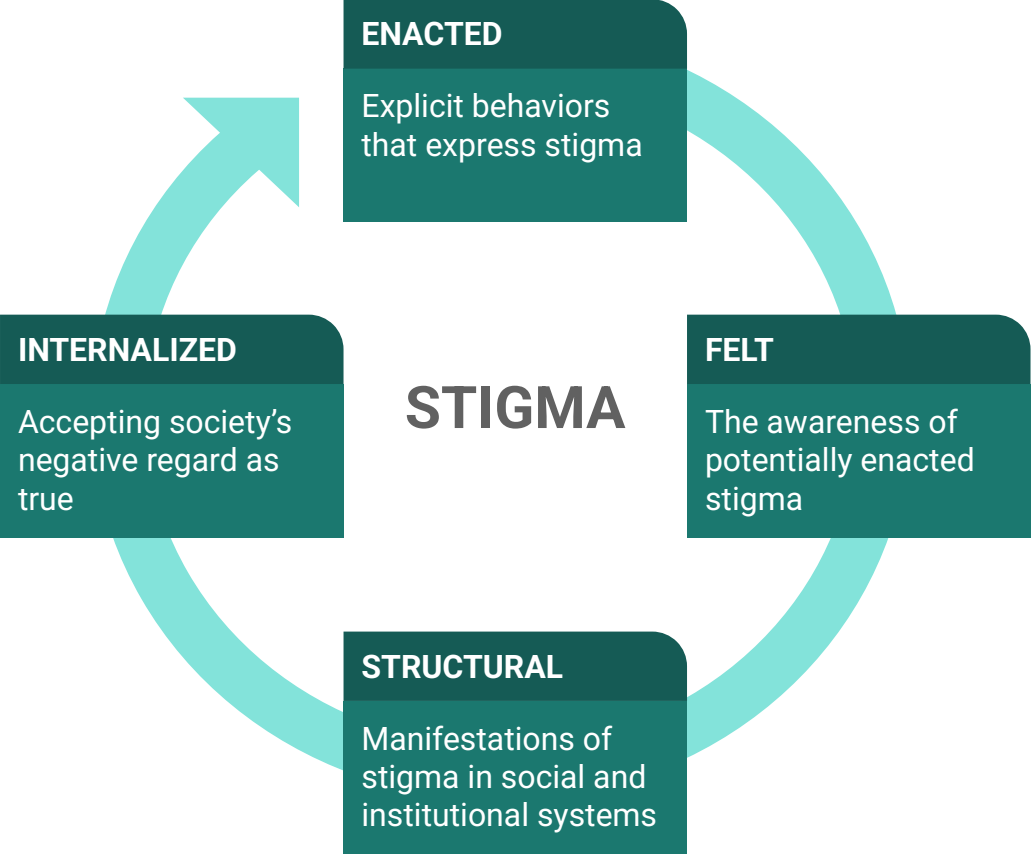 ENACTED
Explicit behaviors
that express stigma
INTERNALIZED
Accepting society’s
negative regard as
true
STIGMA
FELT
The awareness of
potentially enacted
stigma
STRUCTURAL
Manifestations of
stigma in social and
institutional systems